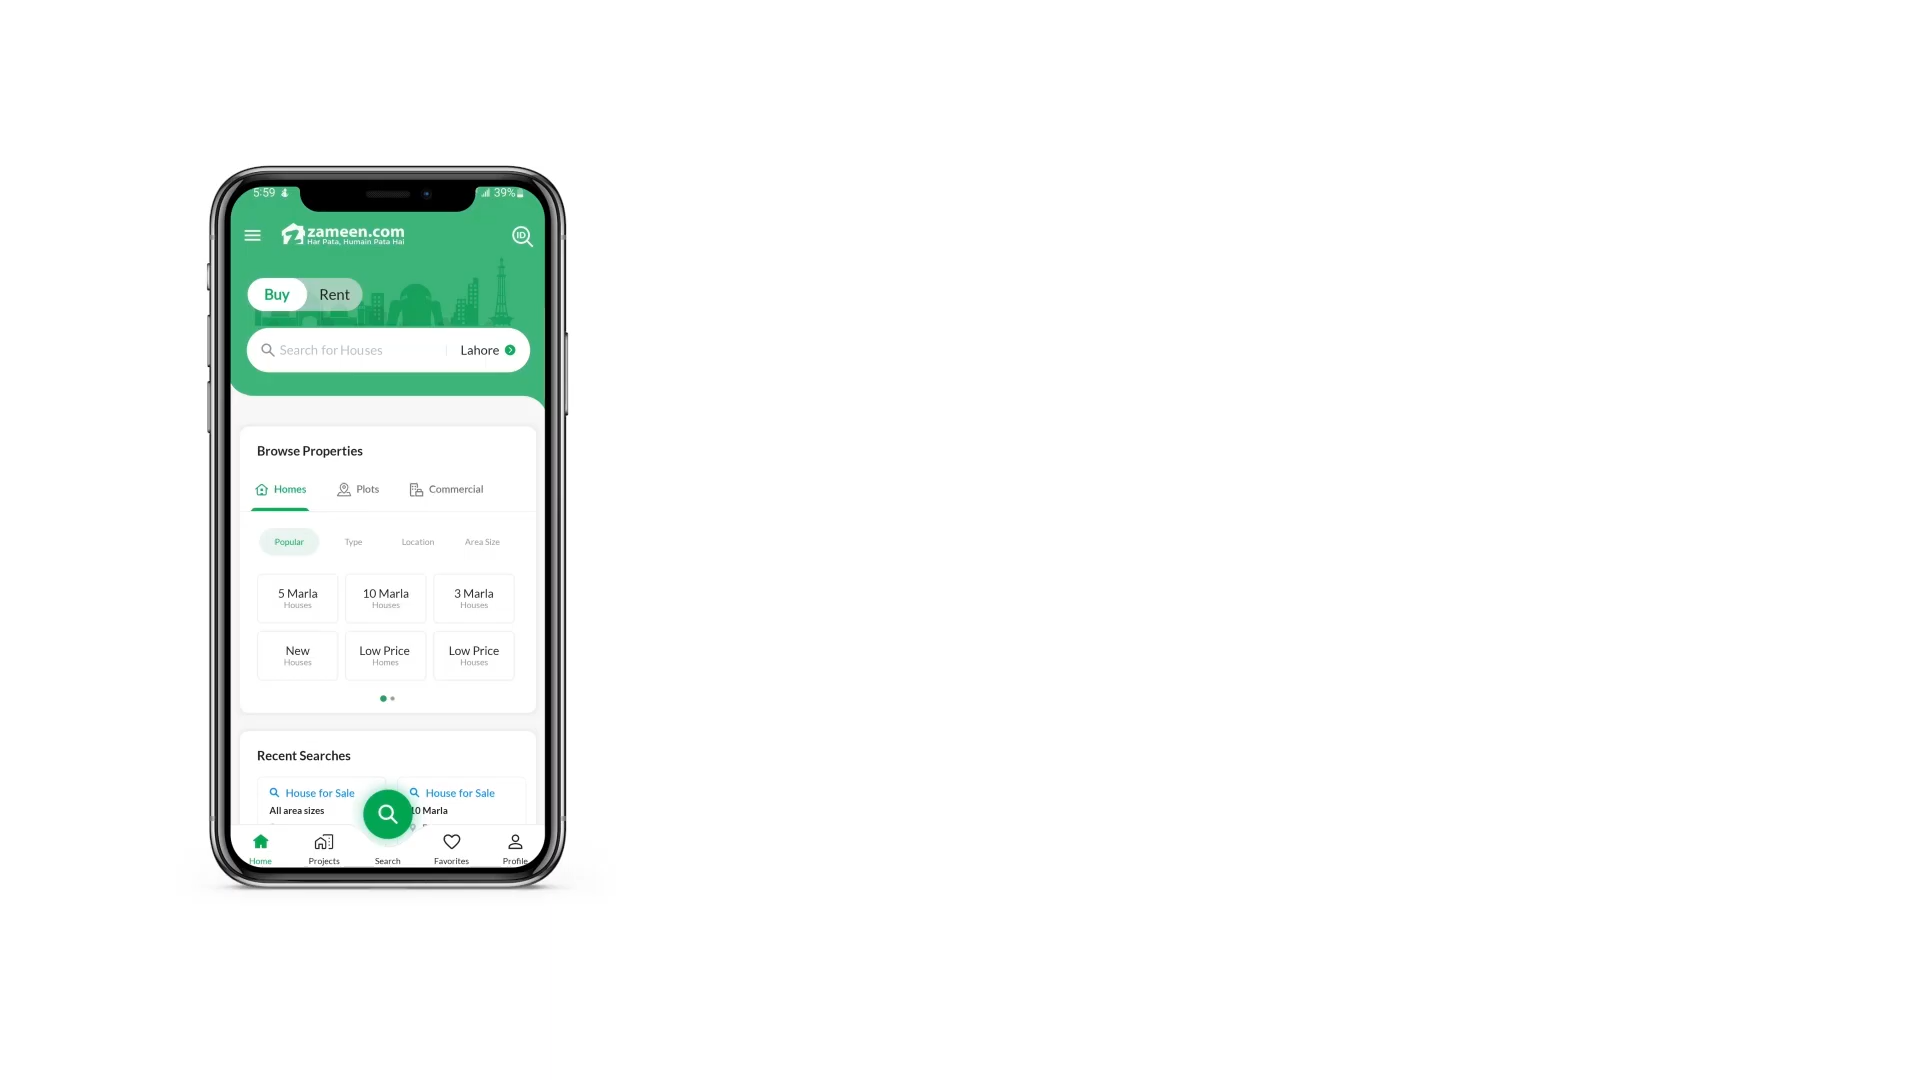 5:59
39%
zameen.com
Har Pata, Humain Pata Hai
ID
Buy Rent
Search for Houses Lahore
Browse Properties
Homes Plots Commercial
Popular Type Location Area Size
5 Marla 10 Marla 3 Marla
Houses Houses Houses
New Low Price Low Price
Houses Homes Houses
Recent Searches
House for Sale House for Sale
All area sizes 10 Marla
Home Projects Search Favorites Profile